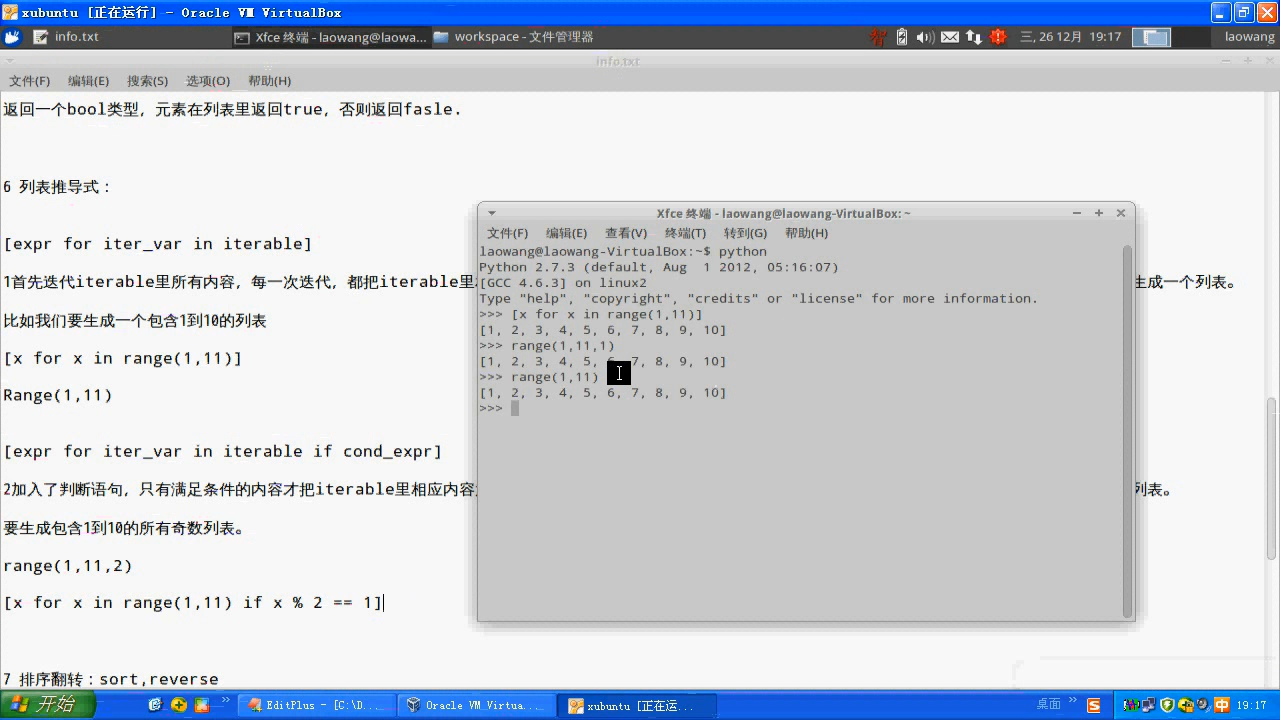 xubuntu [正在运行] - Oracle VM VirtualBox
info.txt
Xfce 终端 - laowang@laowa...
workspace - 文件管理器
三, 26 12月 19:17
laowang
info.txt
文件(F) 编辑(E) 搜索(S) 选项(O) 帮助(H)
返回一个bool类型, 元素在列表里返回true, 否则返回fasle.
6 列表推导式：
[expr for iter_var in iterable]
1首先迭代iterable里所有内容, 每一次迭代, 都把iterable里
生成一个列表。
比如我们要生成一个包含1到10的列表
[x for x in range(1,11)]
Range(1,11)
[expr for iter_var in iterable if cond_expr]
2加入了判断语句, 只有满足条件的内容才把iterable里相应内容
列表。
要生成包含1到10的所有奇数列表。
range(1,11,2)
[x for x in range(1,11) if x % 2 == 1]
7 排序翻转：sort,reverse
Xfce 终端 - laowang@laowang-VirtualBox: ~
文件(F) 编辑(E) 查看(V) 终端(T) 转到(G) 帮助(H)
laowang@laowang-VirtualBox:~$ python
Python 2.7.3 (default, Aug  1 2012, 05:16:07)
[GCC 4.6.3] on linux2
Type "help", "copyright", "credits" or "license" for more information.
>>> [x for x in range(1,11)]
[1, 2, 3, 4, 5, 6, 7, 8, 9, 10]
>>> range(1,11,1)
[1, 2, 3, 4, 5, 6, 7, 8, 9, 10]
>>> range(1,11)
[1, 2, 3, 4, 5, 6, 7, 8, 9, 10]
>>>
开始
EditPlus - [C:\D...
Oracle VM Virtua...
xubuntu [正在运...
桌面
中
19:17